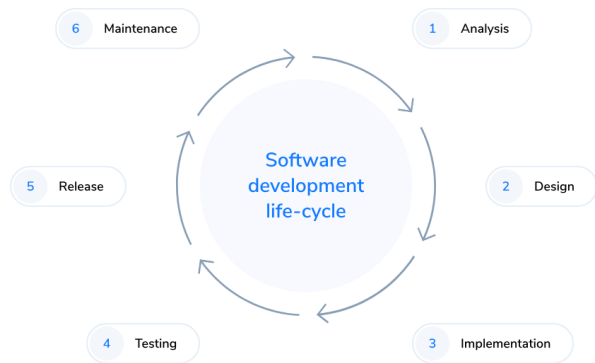 6 Maintenance
1 Analysis
Software
development
life-cycle
5 Release
2 Design
4 Testing
3 Implementation